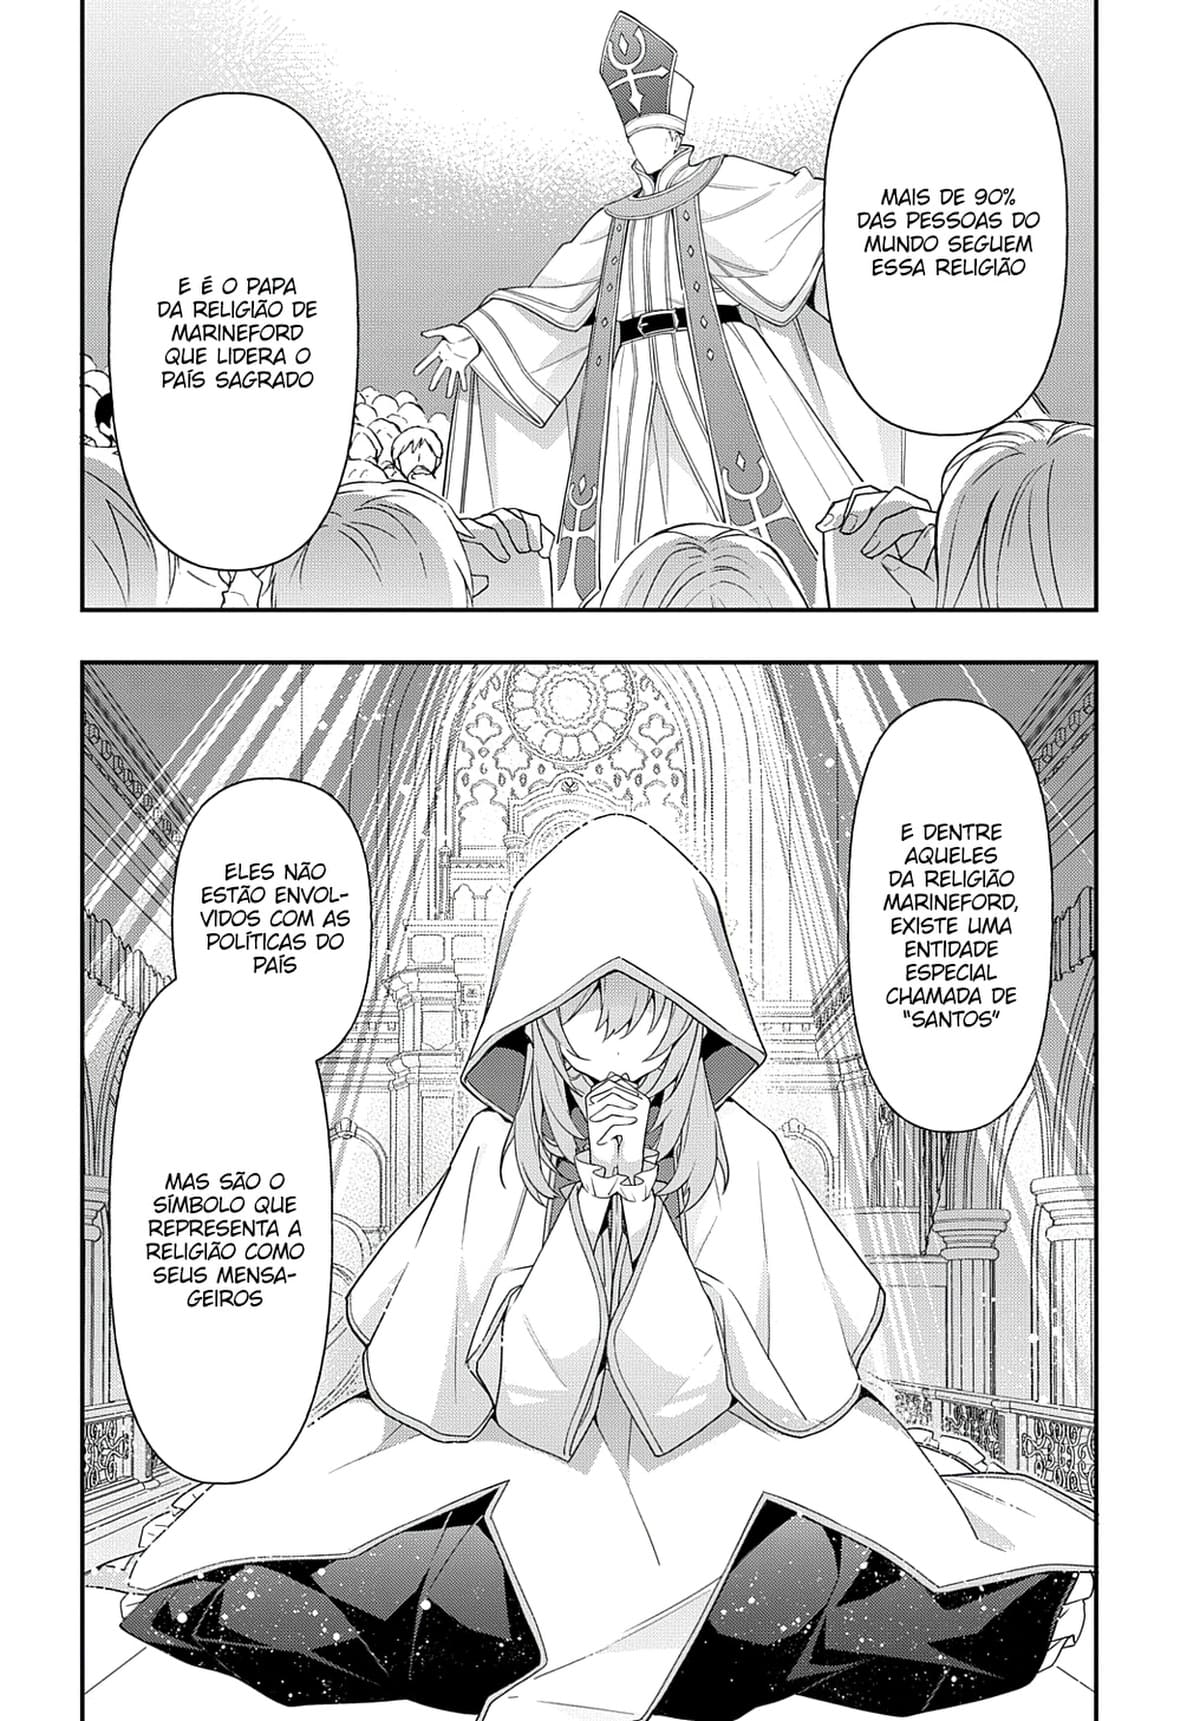 MAIS DE 90%
DAS PESSOAS DO
MUNDO SEGUEM
ESSA RELIGIÃO
E É O PAPA
DA RELIGIÃO DE
MARINEFORD
QUE LIDERA O
PAÍS SAGRADO
E DENTRE
AQUELES
DA RELIGIÃO
MARINEFORD,
EXISTE UMA
ENTIDADE
ESPECIAL
CHAMADA DE
"SANTOS"
ELES NÃO
ESTÃO ENVOL-
VIDOS COM AS
POLÍTICAS DO
PAÍS
MAS SÃO O
SÍMBOLO QUE
REPRESENTA A
RELIGIÃO COMO
SEUS MENSA-
GEIROS